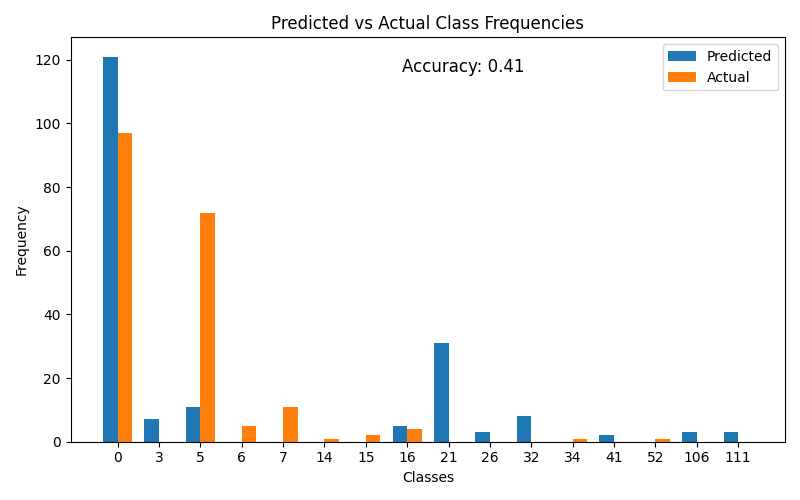 Predicted vs Actual Class Frequencies
Accuracy: 0.41
Predicted
Actual
Frequency
120
100
80
60
40
20
0
0 3 5 6 7 14 15 16 21 26 32 34 41 52 106 111
Classes